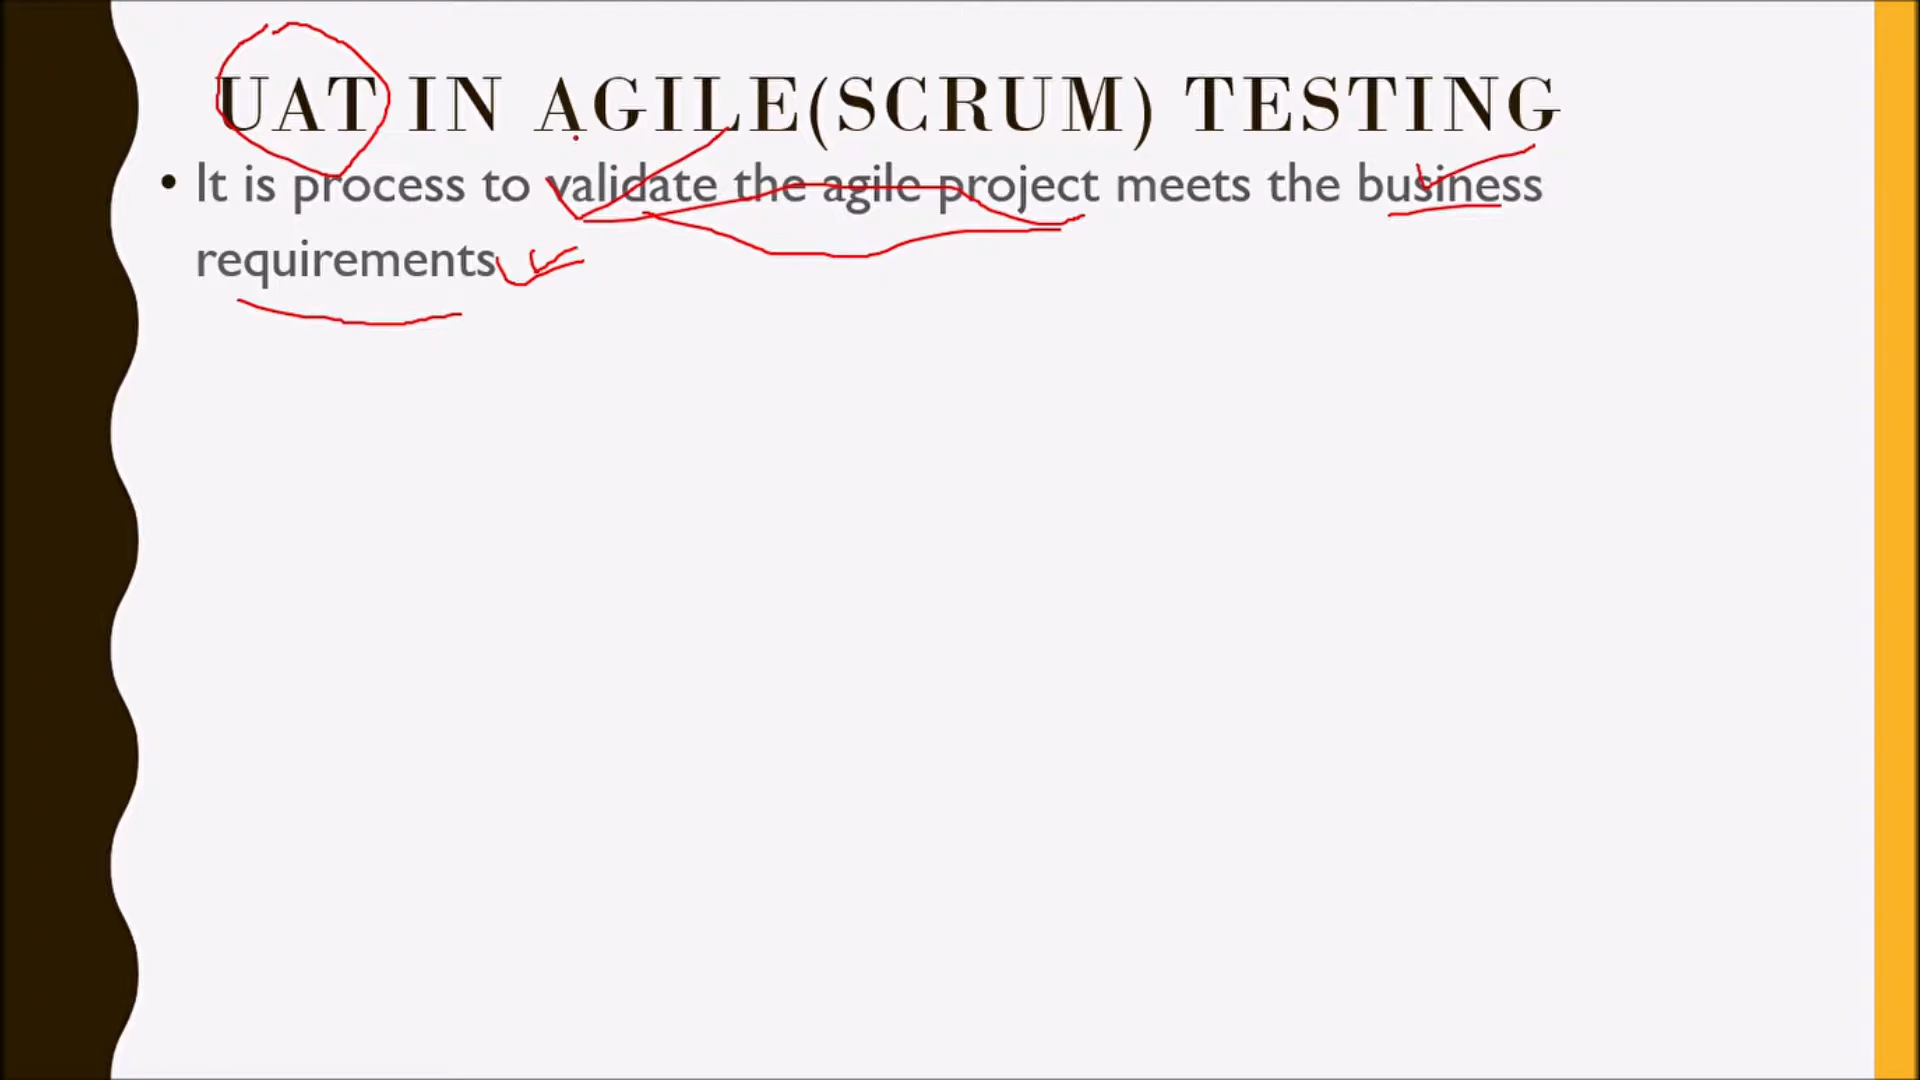 UAT IN AGILE(SCRUM) TESTING
• It is process to validate the agile project meets the business
requirements